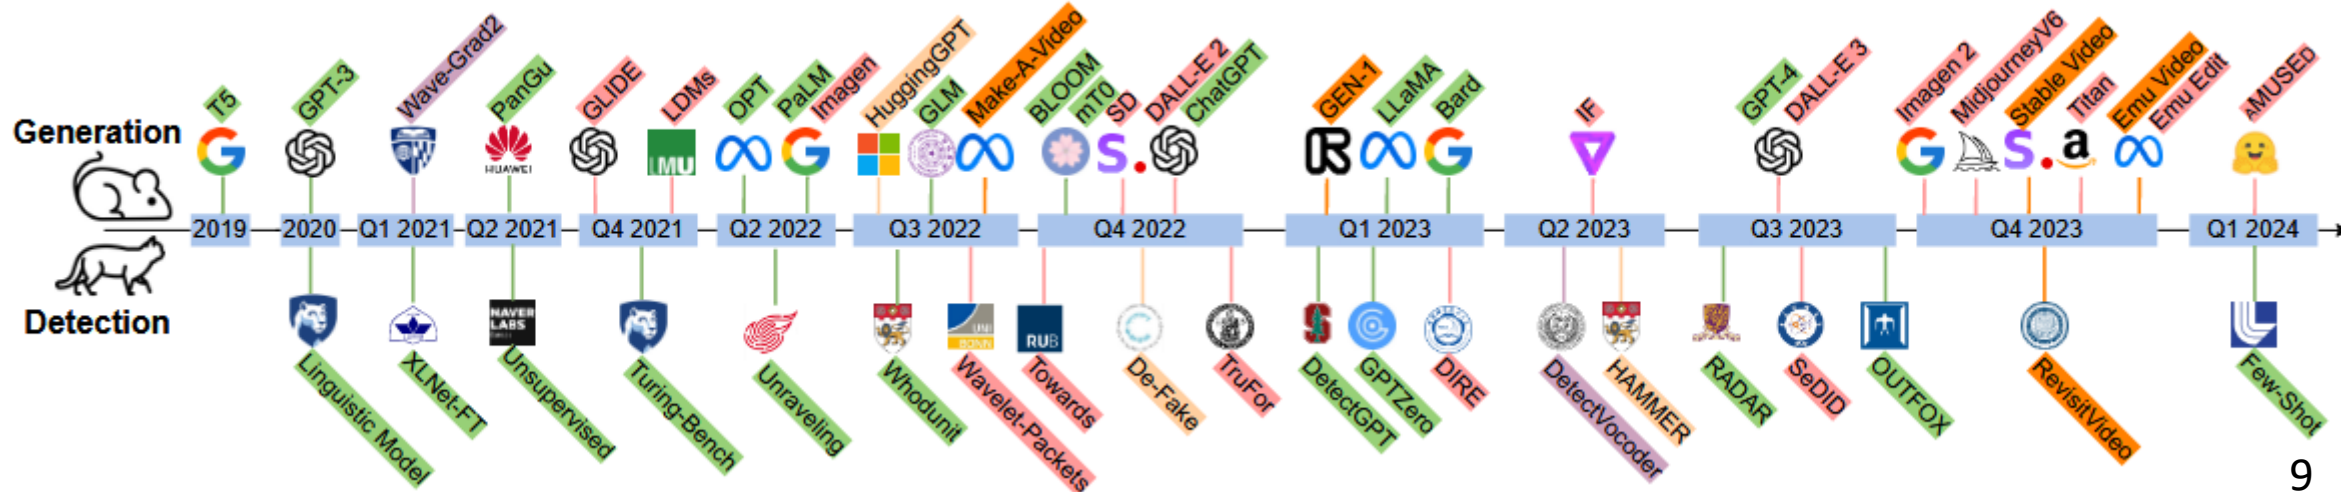 T5
GPT-3
Wave-Grad2
PanGu
GLIDE
LDMs
OPT
PaLM
Imagen
HuggingGPT
GLM
Make-A-Video
BLOOM
mT0
SD
DALL-E 2
ChatGPT
GEN-1
LLaMA
Bard
IF
GPT-4
DALL-E 3
Imagen 2
MidjourneyV6
Stable Video
Titan
Emu Video
Emu Edit
aMUSEd
Generation
HUAWEI
LMU
S.
S.
a
2019
2020
Q1 2021
Q2 2021
Q4 2021
Q2 2022
Q3 2022
Q4 2022
Q1 2023
Q2 2023
Q3 2023
Q4 2023
Q1 2024
Detection
NAVER
LABS
UNI
BONN
RUB
Linguistic Model
XLNet-FT
Unsupervised
Turing-Bench
Unraveling
Whodunit
Wavelet-Packets
Towards
De-Fake
TruFor
DetectGPT
GPTZero
DIRE
DetectVocoder
HAMMER
RADAR
SeDID
OUTFOX
RevisitVideo
Few-Shot
9